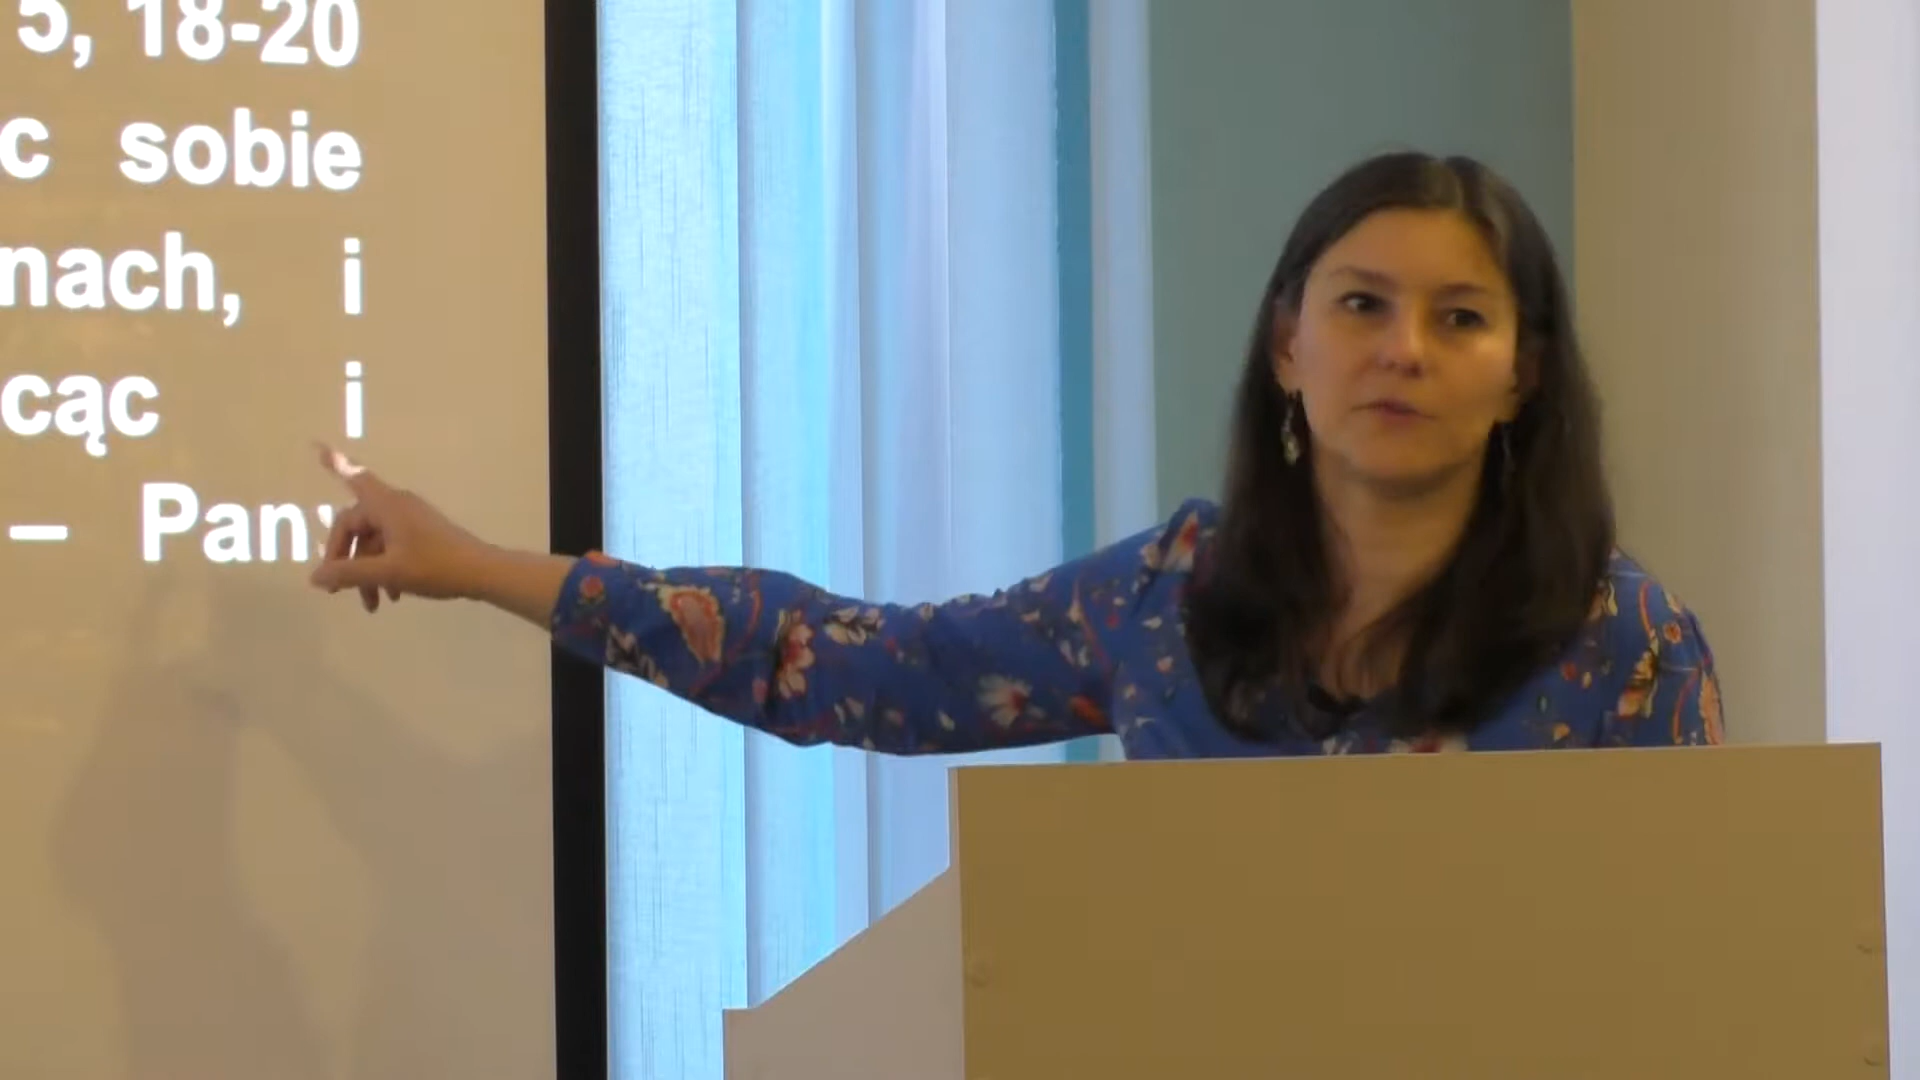 5, 18-20
c sobie
nach, i
cąc i
– Pan: